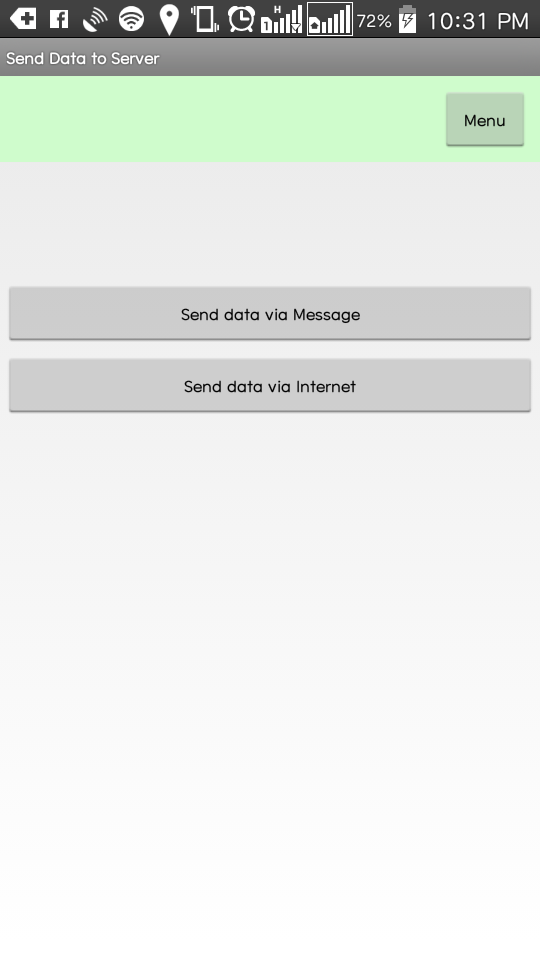 H
72%
10:31 PM
Send Data to Server
Menu
Send data via Message
Send data via Internet